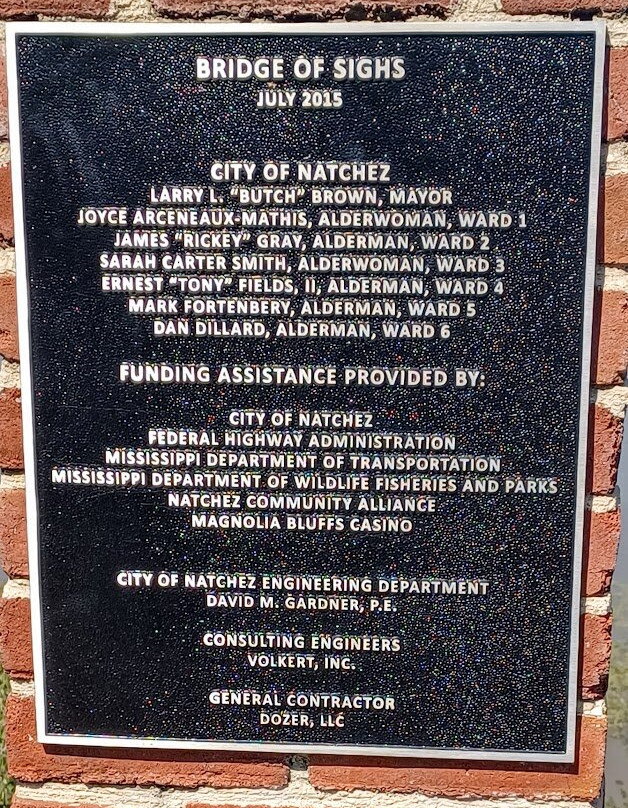 BRIDGE OF SIGHS
JULY 2015
CITY OF NATCHEZ
LARRY L. "BUTCH" BROWN, MAYOR
JOYCE ARCENEAUX-MATHIS, ALDERWOMAN, WARD 1
JAMES "RICKEY" GRAY, ALDERMAN, WARD 2
SARAH CARTER SMITH, ALDERWOMAN, WARD 3
ERNEST "TONY" FIELDS, II, ALDERMAN, WARD 4
MARK FORTENBERY, ALDERMAN, WARD 5
DAN DILLARD, ALDERMAN, WARD 6
FUNDING ASSISTANCE PROVIDED BY:
CITY OF NATCHEZ
FEDERAL HIGHWAY ADMINISTRATION
MISSISSIPPI DEPARTMENT OF TRANSPORTATION
MISSISSIPPI DEPARTMENT OF WILDLIFE FISHERIES AND PARKS
NATCHEZ COMMUNITY ALLIANCE
MAGNOLIA BLUFFS CASINO
CITY OF NATCHEZ ENGINEERING DEPARTMENT
DAVID M. GARDNER, P.E.
CONSULTING ENGINEERS
VOLKERT, INC.
GENERAL CONTRACTOR
DOZER, LLC